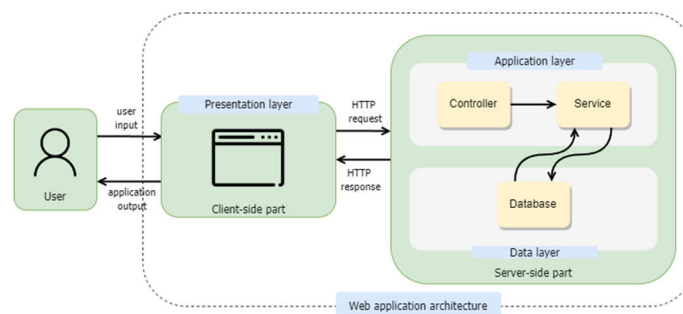 user
input
application
output
User
Presentation layer
Client-side part
HTTP
request
HTTP
response
Application layer
Controller
Service
Database
Data layer
Server-side part
Web application architecture